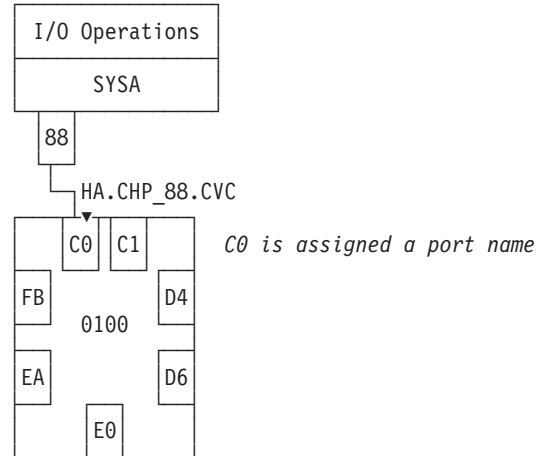 I/O Operations
SYSA
88
HA.CHP_88.CVC
C0 C1 C0 is assigned a port name
FB D4
0100
EA D6
E0